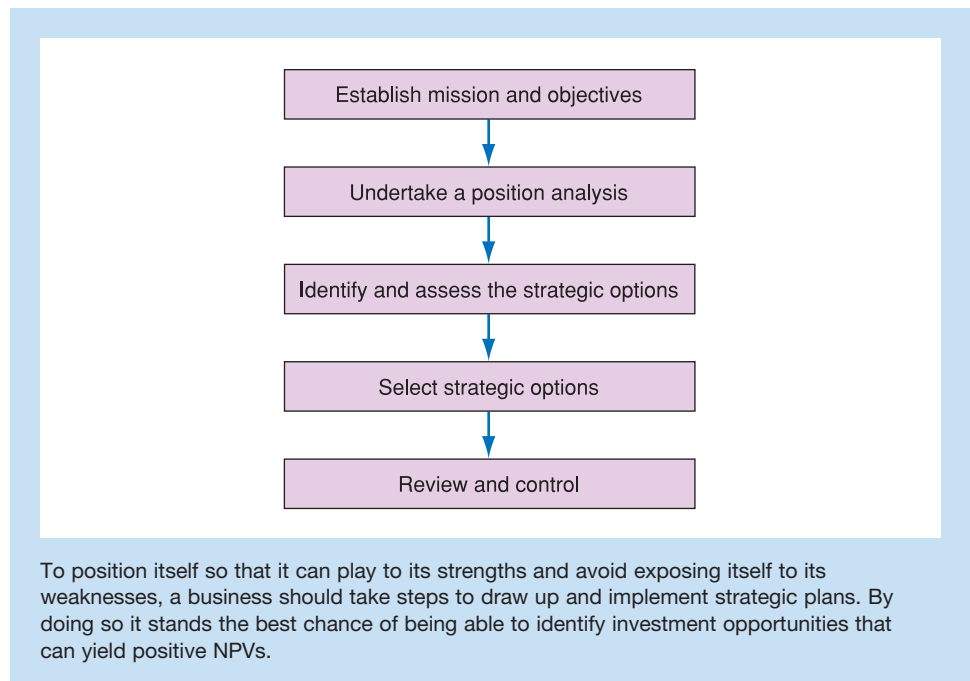 Establish mission and objectives
Undertake a position analysis
Identify and assess the strategic options
Select strategic options
Review and control
To position itself so that it can play to its strengths and avoid exposing itself to its
weaknesses, a business should take steps to draw up and implement strategic plans. By
doing so it stands the best chance of being able to identify investment opportunities that
can yield positive NPVs.